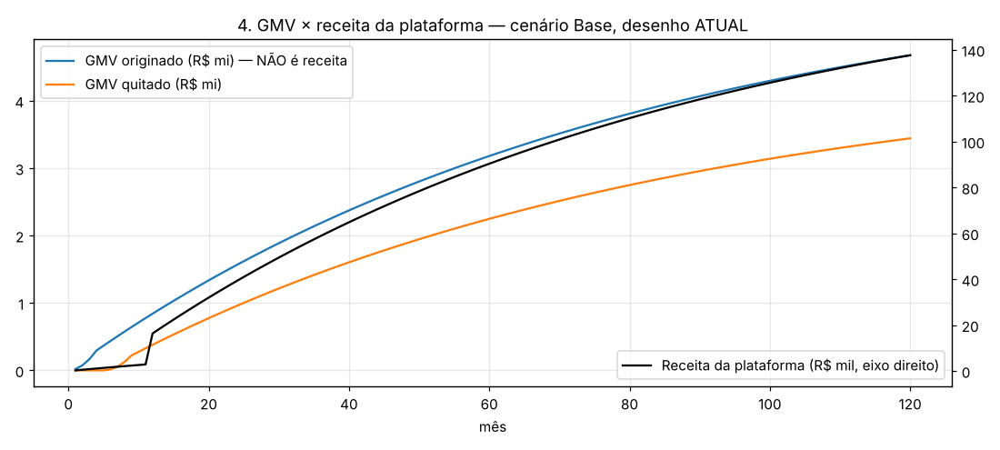 4. GMV × receita da plataforma — cenário Base, desenho ATUAL
GMV originado (R$ mi) — NÃO é receita
GMV quitado (R$ mi)
Receita da plataforma (R$ mil, eixo direito)
4
3
2
1
0
140
120
100
80
60
40
20
0
0 20 40 60 80 100 120
mês